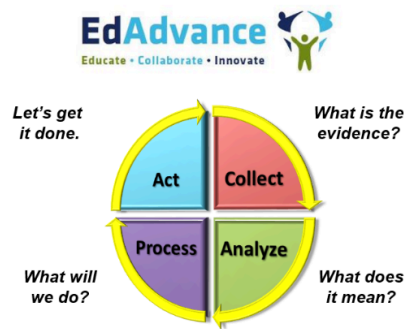 EdAdvance
Educate • Collaborate • Innovate
Let's get
it done.
What is the
evidence?
Act
Collect
Process
Analyze
What will
we do?
What does
it mean?